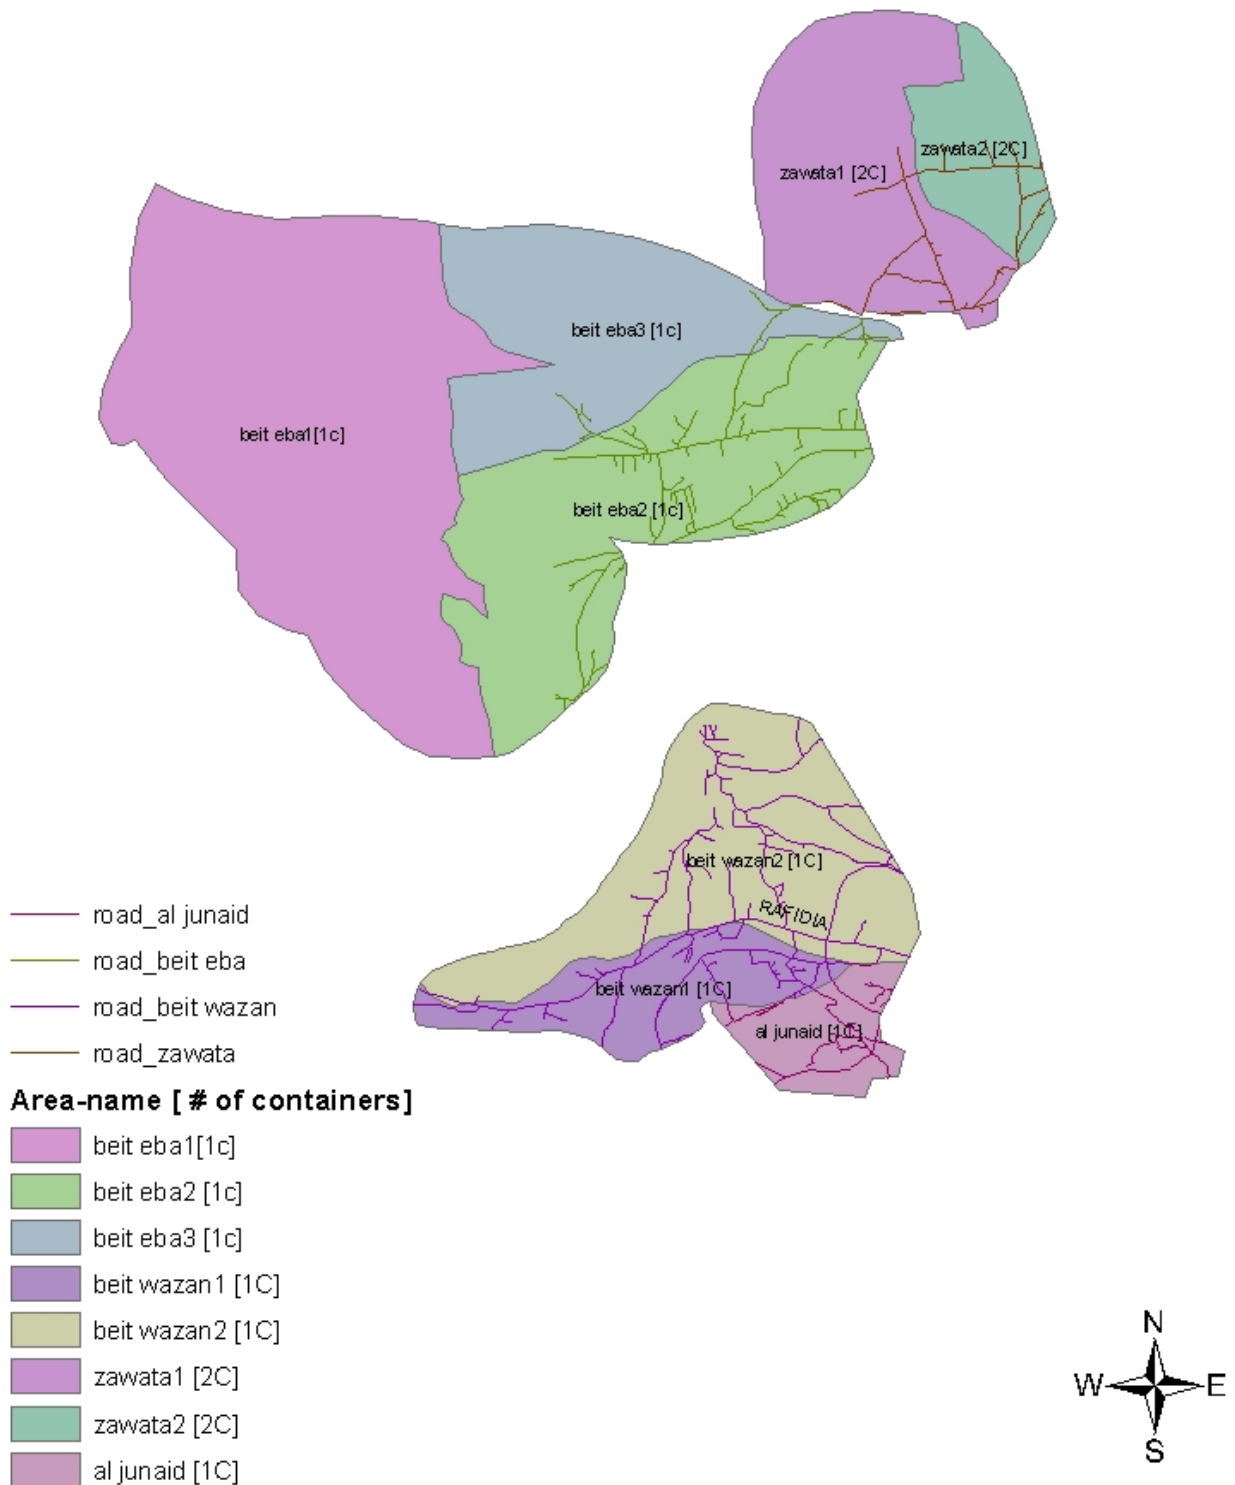 zawata2 [2C]
zawata1 [2C]
beit eba3 [1c]
beit eba1[1c]
beit eba2 [1c]
beit wazan2 [1C]
RAFIDIA
beit wazan1 [1C]
al junaid [1C]
road_al junaid
road_beit eba
road_beit wazan
road_zawata
Area-name [ # of containers]
beit eba1[1c]
beit eba2 [1c]
beit eba3 [1c]
beit wazan1 [1C]
beit wazan2 [1C]
zawata1 [2C]
zawata2 [2C]
al junaid [1C]
N
W E
S